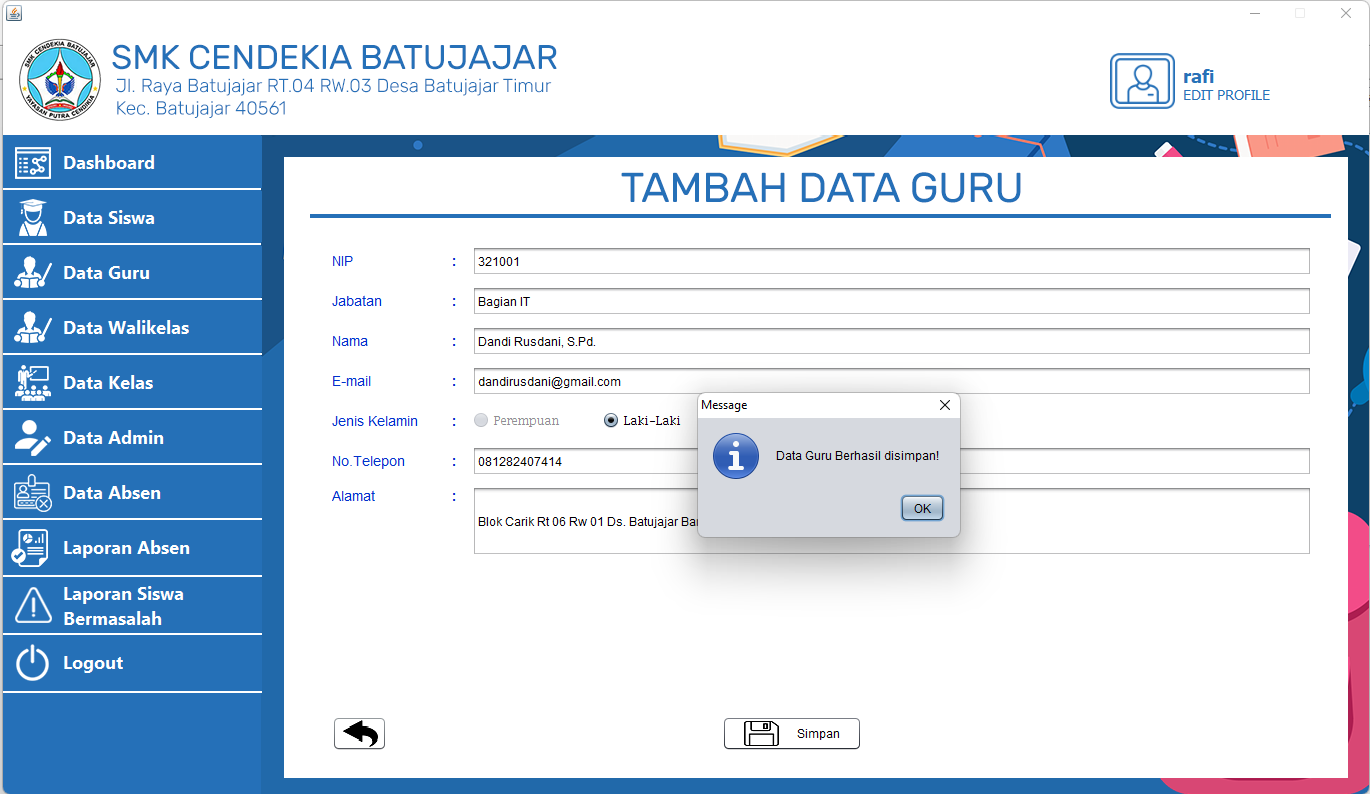 SMK CENDEKIA BATUJAJAR
YAYASAN PUTRA CENDIKIA
SMK CENDEKIA BATUJAJAR
Jl. Raya Batujajar RT.04 RW.03 Desa Batujajar Timur
Kec. Batujajar 40561
rafi
EDIT PROFILE
Dashboard
Data Siswa
Data Guru
Data Walikelas
Data Kelas
Data Admin
Data Absen
Laporan Absen
Laporan Siswa
Bermasalah
Logout
TAMBAH DATA GURU
NIP : 321001
Jabatan : Bagian IT
Nama : Dandi Rusdani, S.Pd.
E-mail : dandirusdani@gmail.com
Jenis Kelamin : Perempuan Laki-Laki
No.Telepon : 081282407414
Alamat :
Blok Carik Rt 06 Rw 01 Ds. Batujajar Bar
Message
Data Guru Berhasil disimpan!
OK
Simpan